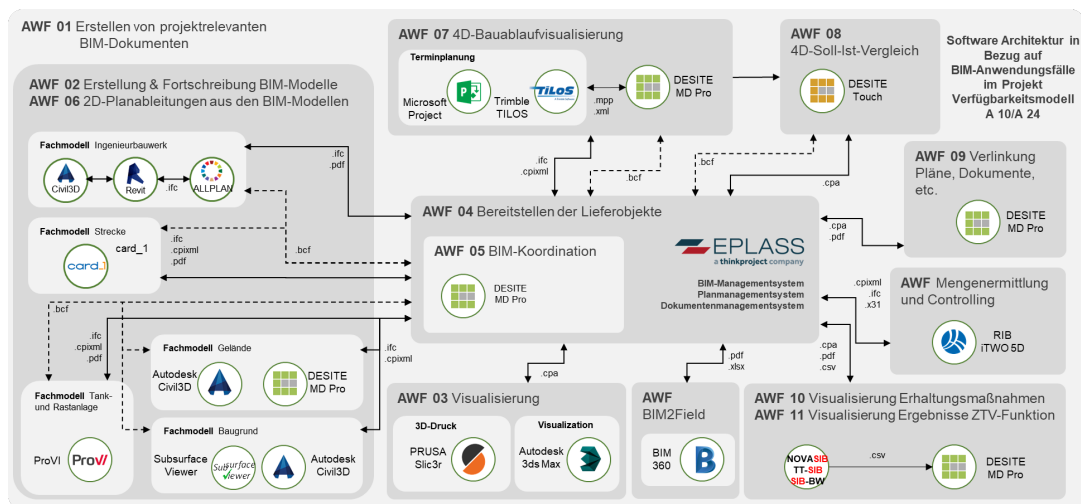 AWF 01 Erstellen von projektrelevanten
BIM-Dokumenten
AWF 02 Erstellung & Fortschreibung BIM-Modelle
AWF 06 2D-Planableitungen aus den BIM-Modellen
Fachmodell Ingenieurbauwerk
Civil3D
Revit
.ifc
ALLPLAN
.ifc
.pdf
Fachmodell Strecke
card_1
card_1
.ifc
.cpixml
.pdf
.bcf
.bcf
.ifc
.cpixml
.pdf
.ifc
.cpixml
Fachmodell Gelände
Autodesk
Civil3D
DESITE
MD Pro
Fachmodell Tank-
und Rastanlage
ProVI
ProVI
Fachmodell Baugrund
Subsurface
Viewer
Subsurface
Viewer
Autodesk
Civil3D
AWF 07 4D-Bauablaufvisualisierung
Terminplanung
Microsoft
Project
Trimble
TILOS
TILOS
.mpp
.xml
DESITE
MD Pro
AWF 08
4D-Soll-Ist-Vergleich
DESITE
Touch
Software Architektur in
Bezug auf
BIM-Anwendungsfälle
im Projekt
Verfügbarkeitsmodell
A 10/A 24
.ifc
.cpixml
.bcf
.bcf
.cpa
AWF 04 Bereitstellen der Lieferobjekte
AWF 05 BIM-Koordination
DESITE
MD Pro
EPLASS
a thinkproject company
BIM-Managementsystem
Planmanagementsystem
Dokumentenmanagementsystem
AWF 09 Verlinkung
Pläne, Dokumente,
etc.
DESITE
MD Pro
.cpa
.pdf
AWF Mengenermittlung
und Controlling
RIB
iTWO 5D
.cpixml
.ifc
.x31
.cpa
.pdf
.xlsx
.cpa
.pdf
.csv
AWF 03 Visualisierung
3D-Druck
PRUSA
Slic3r
Visualization
Autodesk
3ds Max
AWF
BIM2Field
BIM
360
AWF 10 Visualisierung Erhaltungsmaßnahmen
AWF 11 Visualisierung Ergebnisse ZTV-Funktion
NOVASIB
TT-SIB
SIB-BW
.csv
DESITE
MD Pro